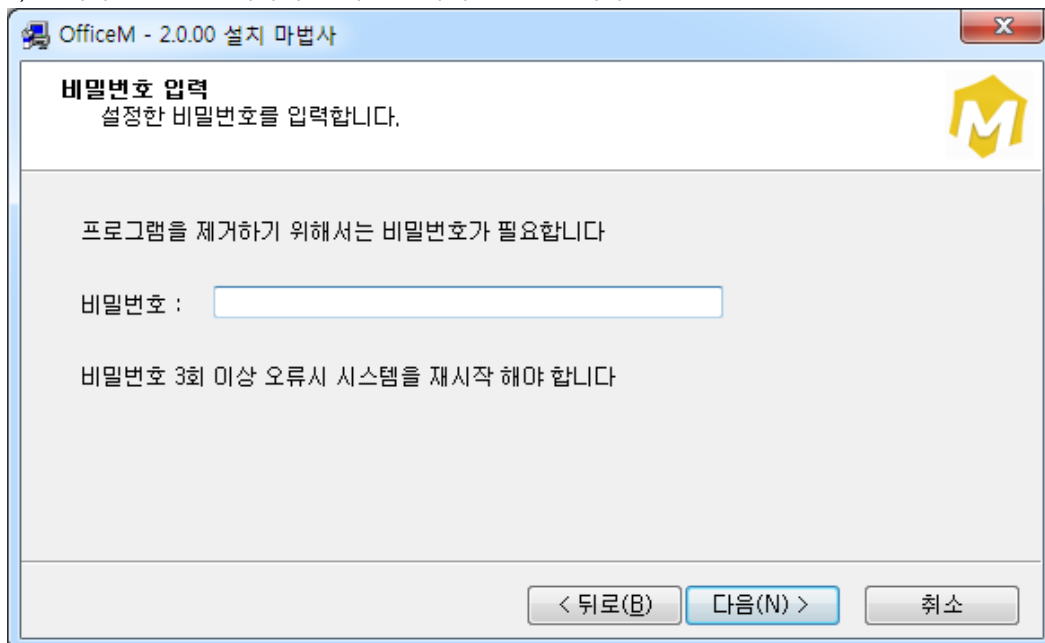 OfficeM - 2.0.00 설치 마법사
비밀번호 입력
설정한 비밀번호를 입력합니다.
프로그램을 제거하기 위해서는 비밀번호가 필요합니다
비밀번호 :
비밀번호 3회 이상 오류시 시스템을 재시작 해야 합니다
< 뒤로(B) 다음(N) > 취소